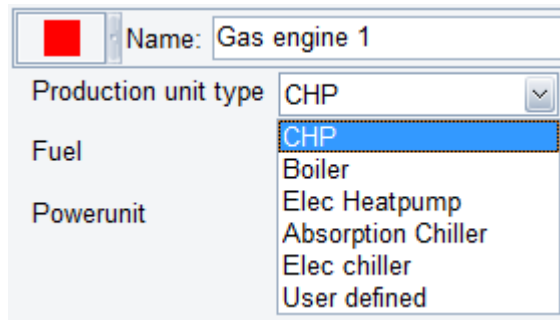 Name: Gas engine 1
Production unit type CHP
CHP
Fuel
Boiler
Elec Heatpump
Powerunit
Absorption Chiller
Elec chiller
User defined